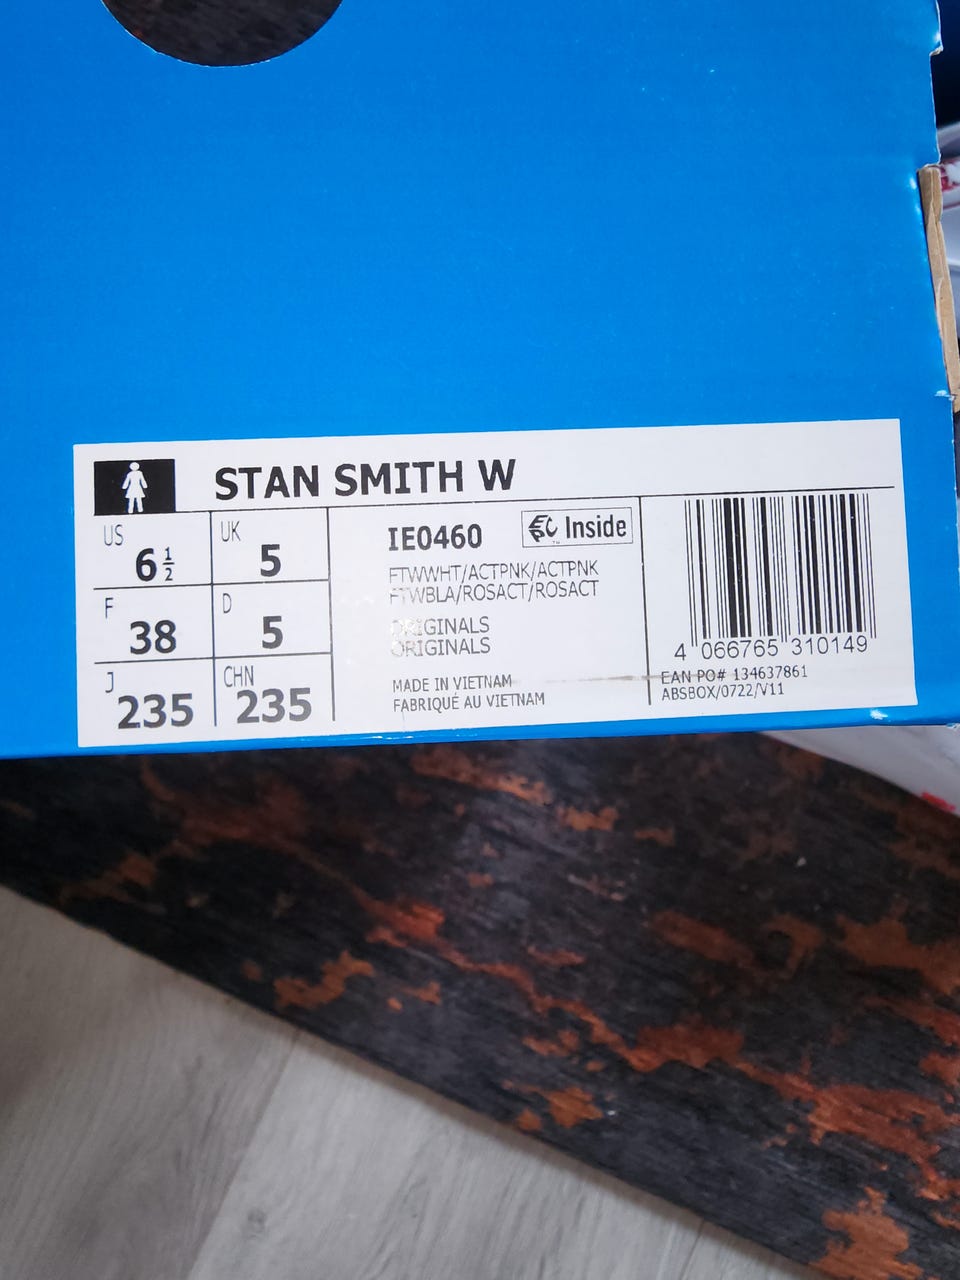 STAN SMITH W
US 6 1/2
UK 5
F 38
D 5
J 235
CHN 235
IE0460
Inside
FTWWHT/ACTPNK/ACTPNK
FTWBLA/ROSACT/ROSACT
ORIGINALS
ORIGINALS
MADE IN VIETNAM
FABRIQUÉ AU VIETNAM
4 066765 310149
EAN PO# 134637861
ABSBOX/0722/V11